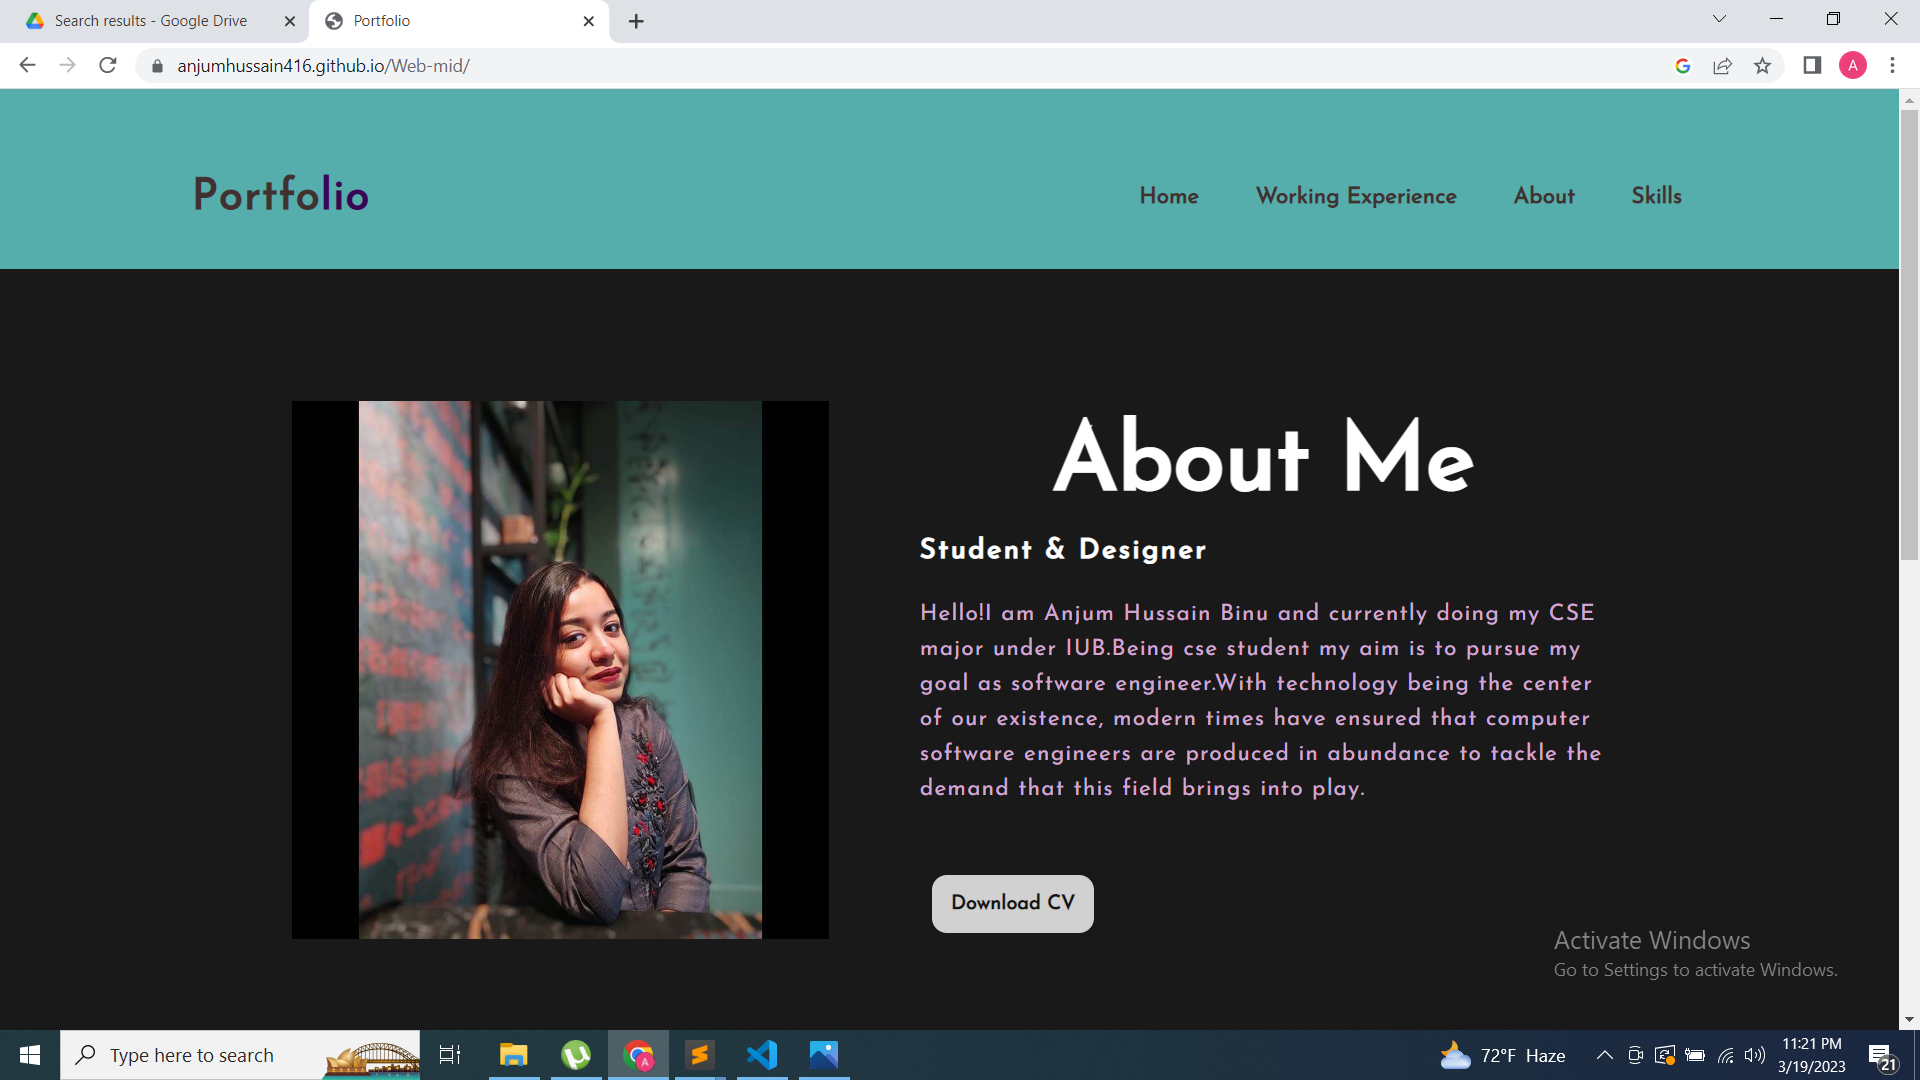 Search results - Google Drive
Portfolio
anjumhussain416.github.io/Web-mid/
A
Portfolio
Home Working Experience About Skills
About Me
Student & Designer
Hello!I am Anjum Hussain Binu and currently doing my CSE
major under IUB.Being cse student my aim is to pursue my
goal as software engineer.With technology being the center
of our existence, modern times have ensured that computer
software engineers are produced in abundance to tackle the
demand that this field brings into play.
Download CV
Activate Windows
Go to Settings to activate Windows.
Type here to search
A
72°F Haze
11:21 PM
3/19/2023
21